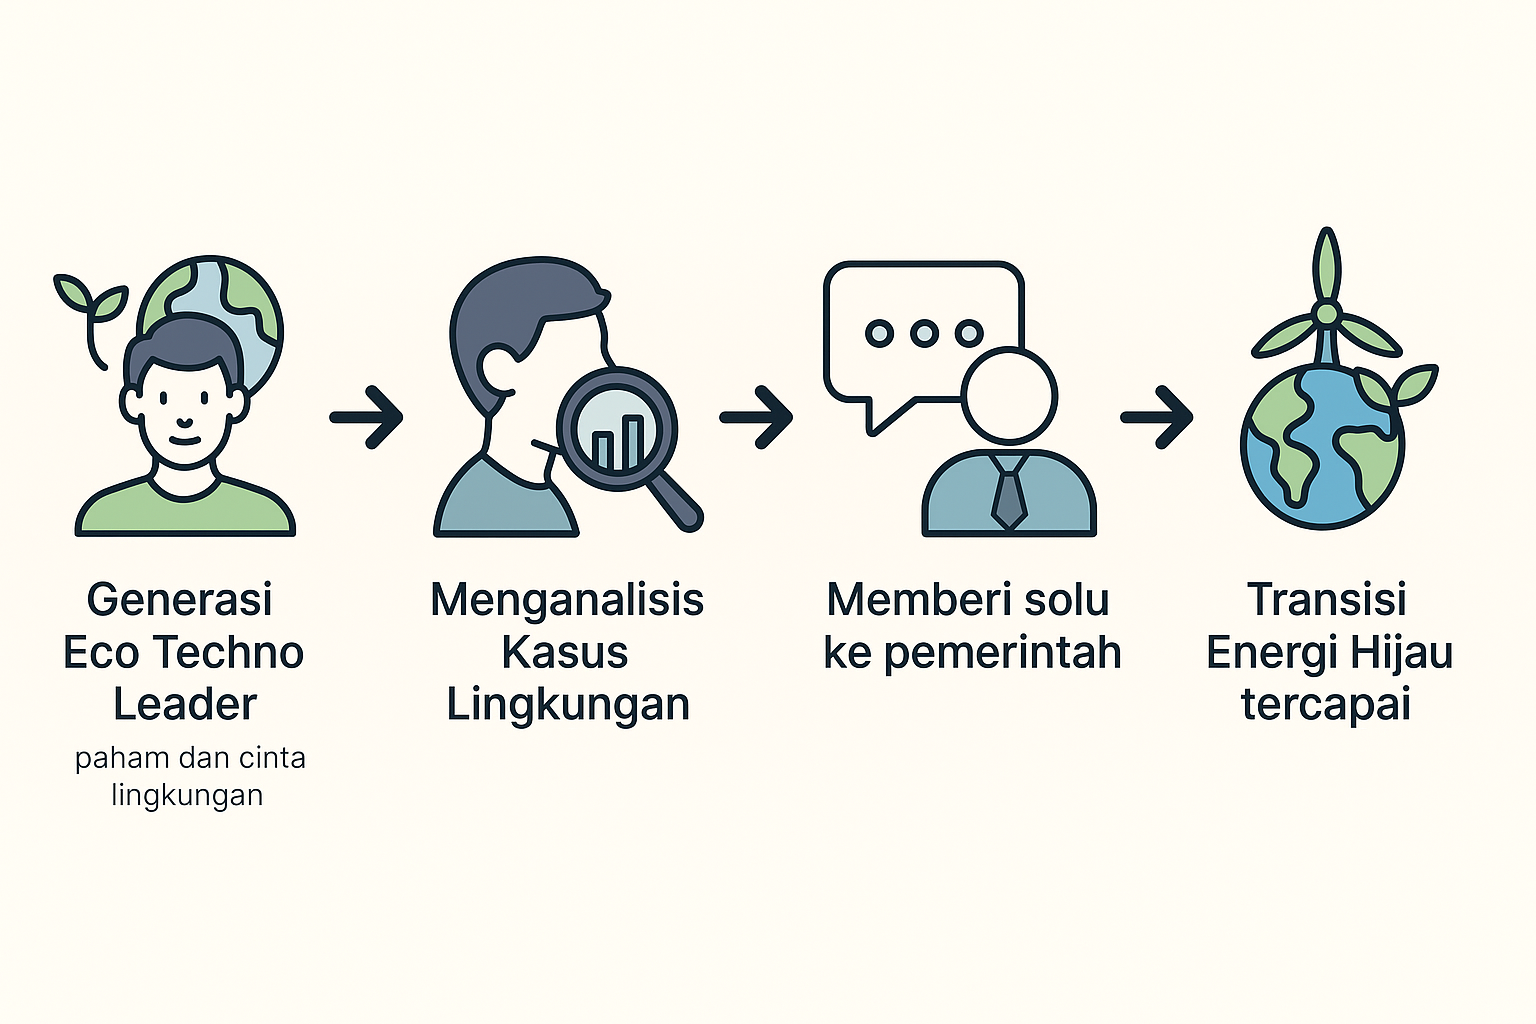 Generasi
Eco Techno
Leader
paham dan cinta
lingkungan
Menganalisis
Kasus
Lingkungan
Memberi solu
ke pemerintah
Transisi
Energi Hijau
tercapai